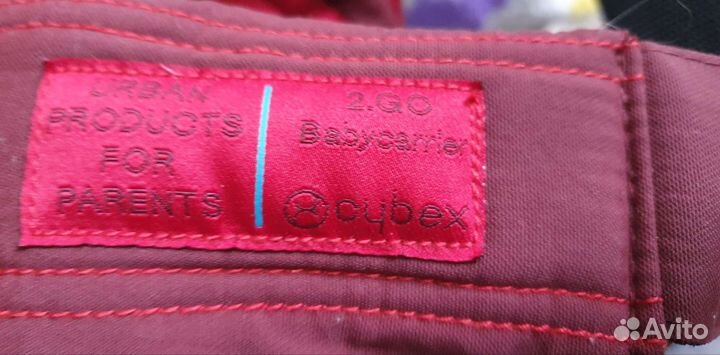 URBAN
PRODUCTS
FOR
PARENTS
2.GO
Babycarrier
cybex
Avito